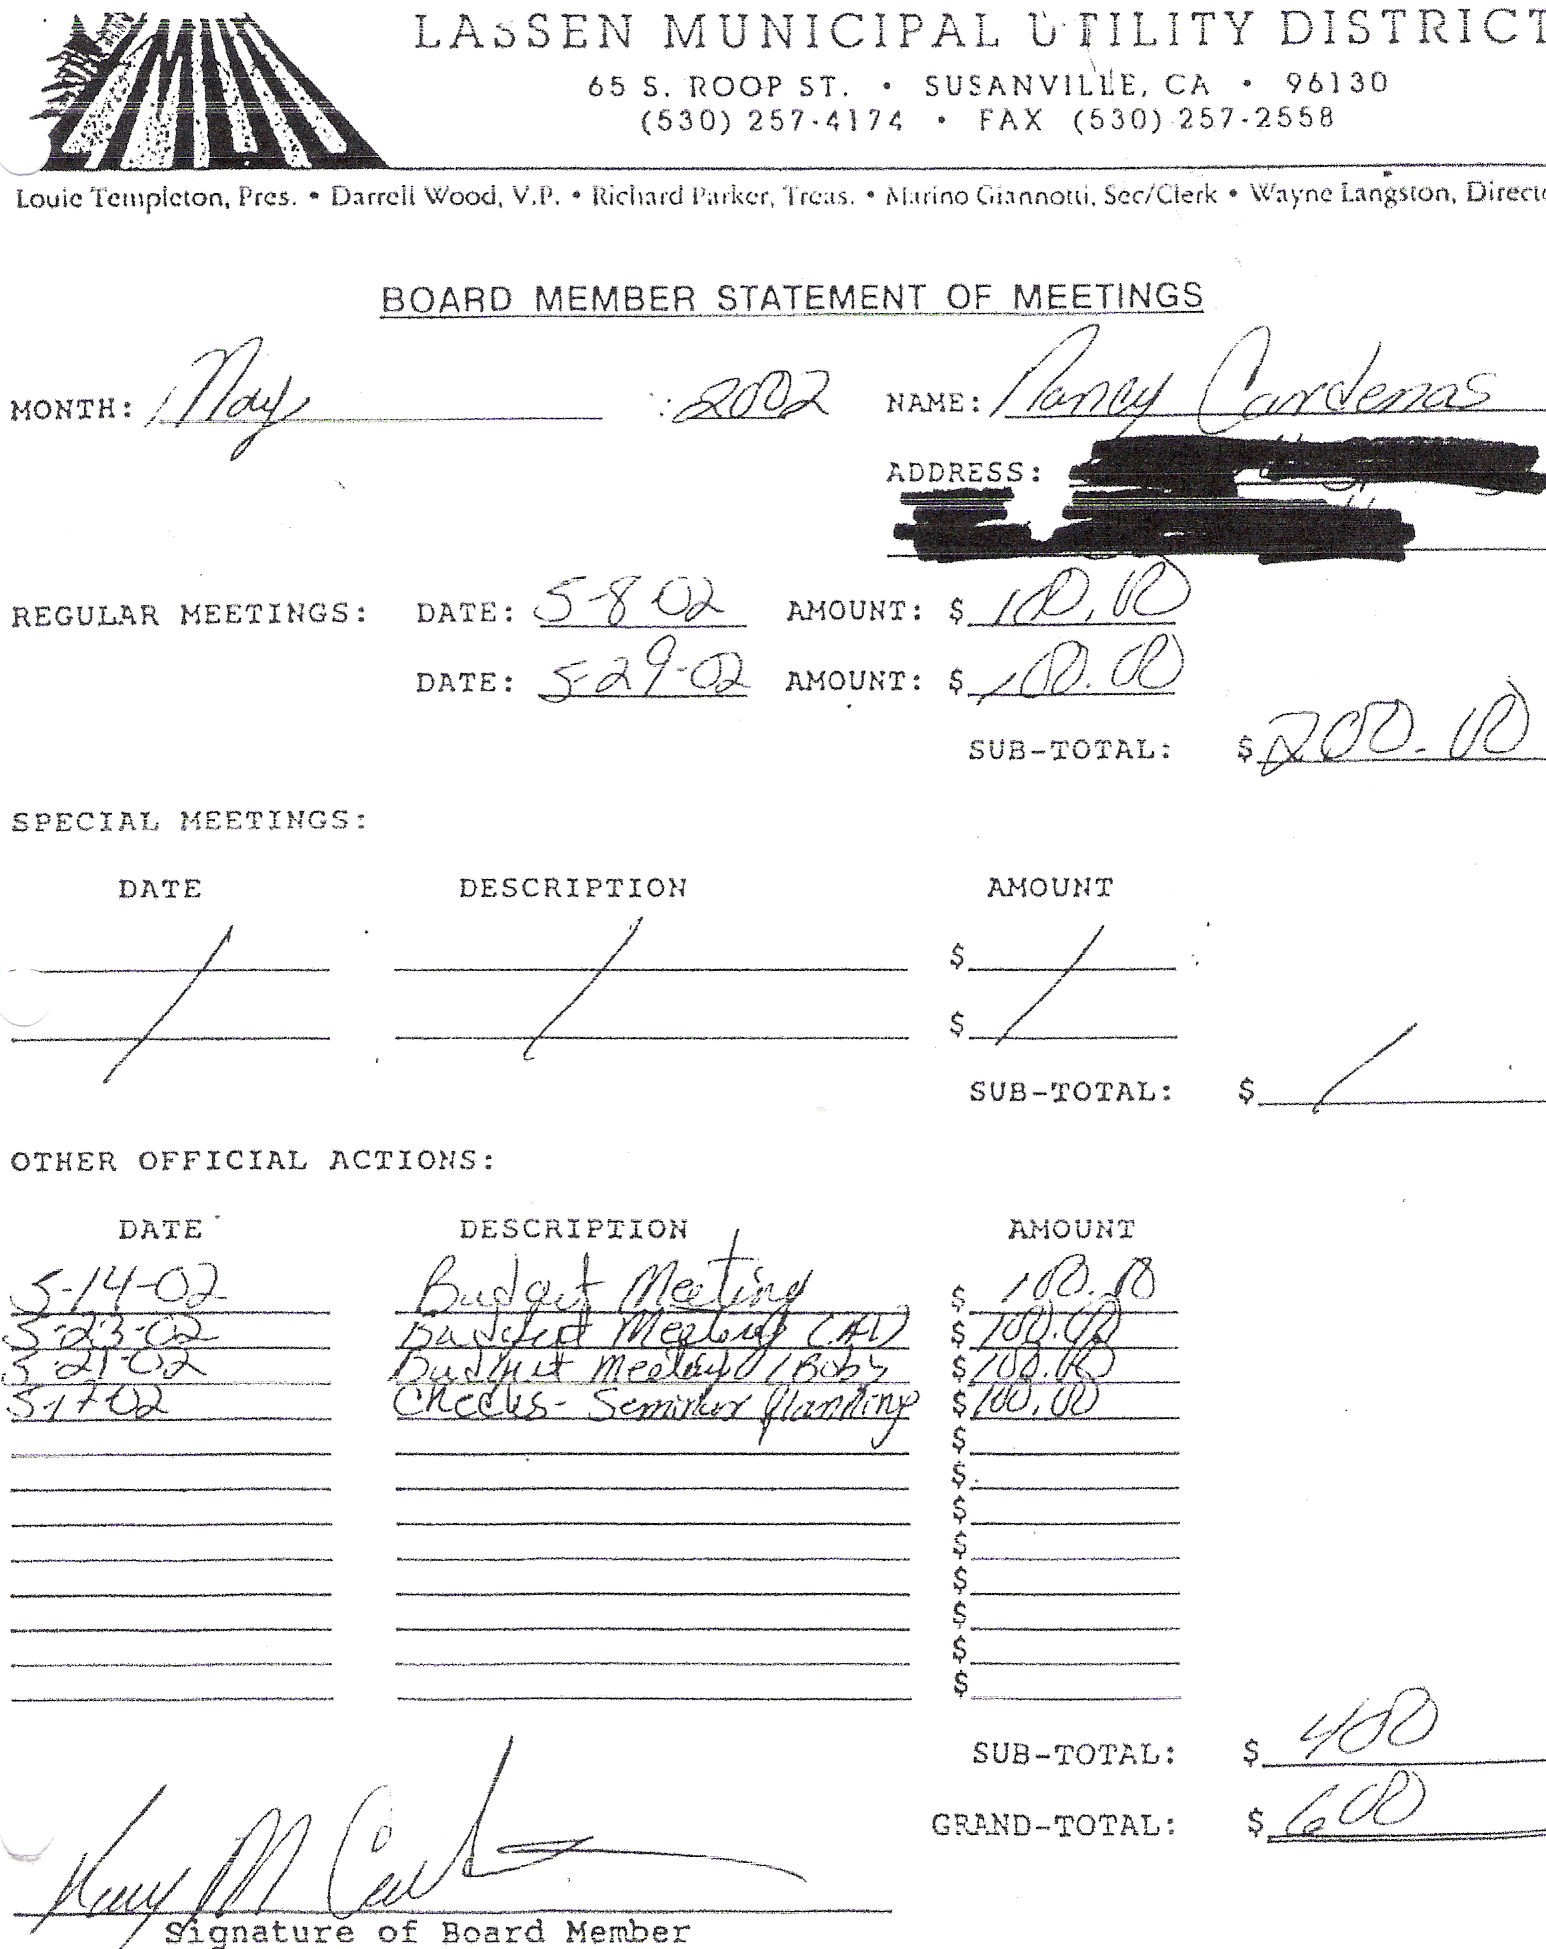 LASSEN MUNICIPAL UTILITY DISTRICT
65 S. ROOP ST. • SUSANVILLE, CA • 96130
(530) 257-4174 • FAX (530) 257-2558
Louie Templeton, Pres. • Darrell Wood, V.P. • Richard Parker, Treas. • Marino Giannotti, Sec/Clerk • Wayne Langston, Direct
BOARD MEMBER STATEMENT OF MEETINGS
MONTH: May 2002 NAME: Nancy Cardenas
ADDRESS:
REGULAR MEETINGS: DATE: 5-8-02 AMOUNT: $ 100.00
DATE: 5-29-02 AMOUNT: $ 100.00
SUB-TOTAL: $ 200.00
SPECIAL MEETINGS:
DATE DESCRIPTION AMOUNT
$
$
SUB-TOTAL: $
OTHER OFFICIAL ACTIONS:
DATE DESCRIPTION AMOUNT
5-14-02 Budget Meeting $ 100.00
5-23-02 Budget Meeting $ 100.00
5-21-02 Budget Meeting $ 100.00
5-17-02 Checks - Seminar Planning $ 100.00
$
$
$
$
$
$
$
$
SUB-TOTAL: $ 400
GRAND-TOTAL: $ 600
Signature of Board Member